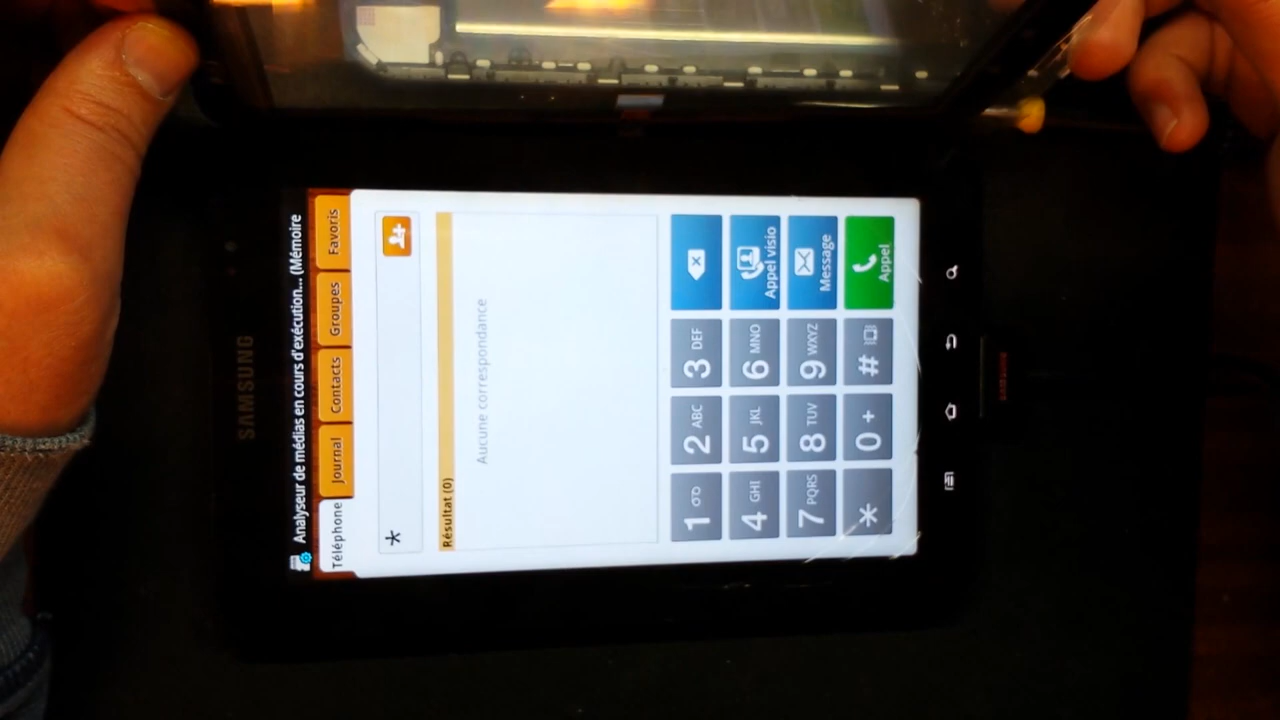 SAMSUNG
Analyseur de médias en cours d'exécution... (Mémoire
Téléphone Journal Contacts Groupes Favoris
*
Résultat (0)
Aucune correspondance
1 2 ABC 3 DEF
4 GHI 5 JKL 6 MNO Appel visio
7 PQRS 8 TUV 9 WXYZ Message
* 0 + # Appel